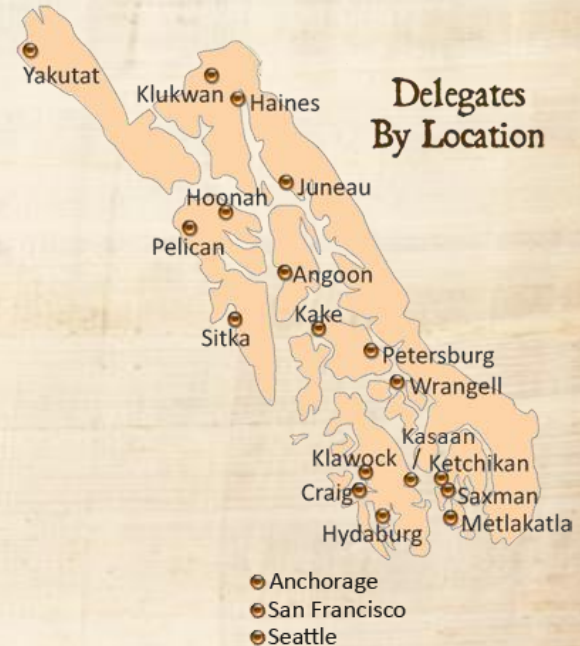 Yakutat
Klukwan
Haines
Delegates
By Location
Juneau
Hoonah
Pelican
Angoon
Kake
Sitka
Petersburg
Wrangell
Kasaan
/
Klawock
Ketchikan
Craig
Saxman
Metlakatla
Hydaburg
Anchorage
San Francisco
Seattle